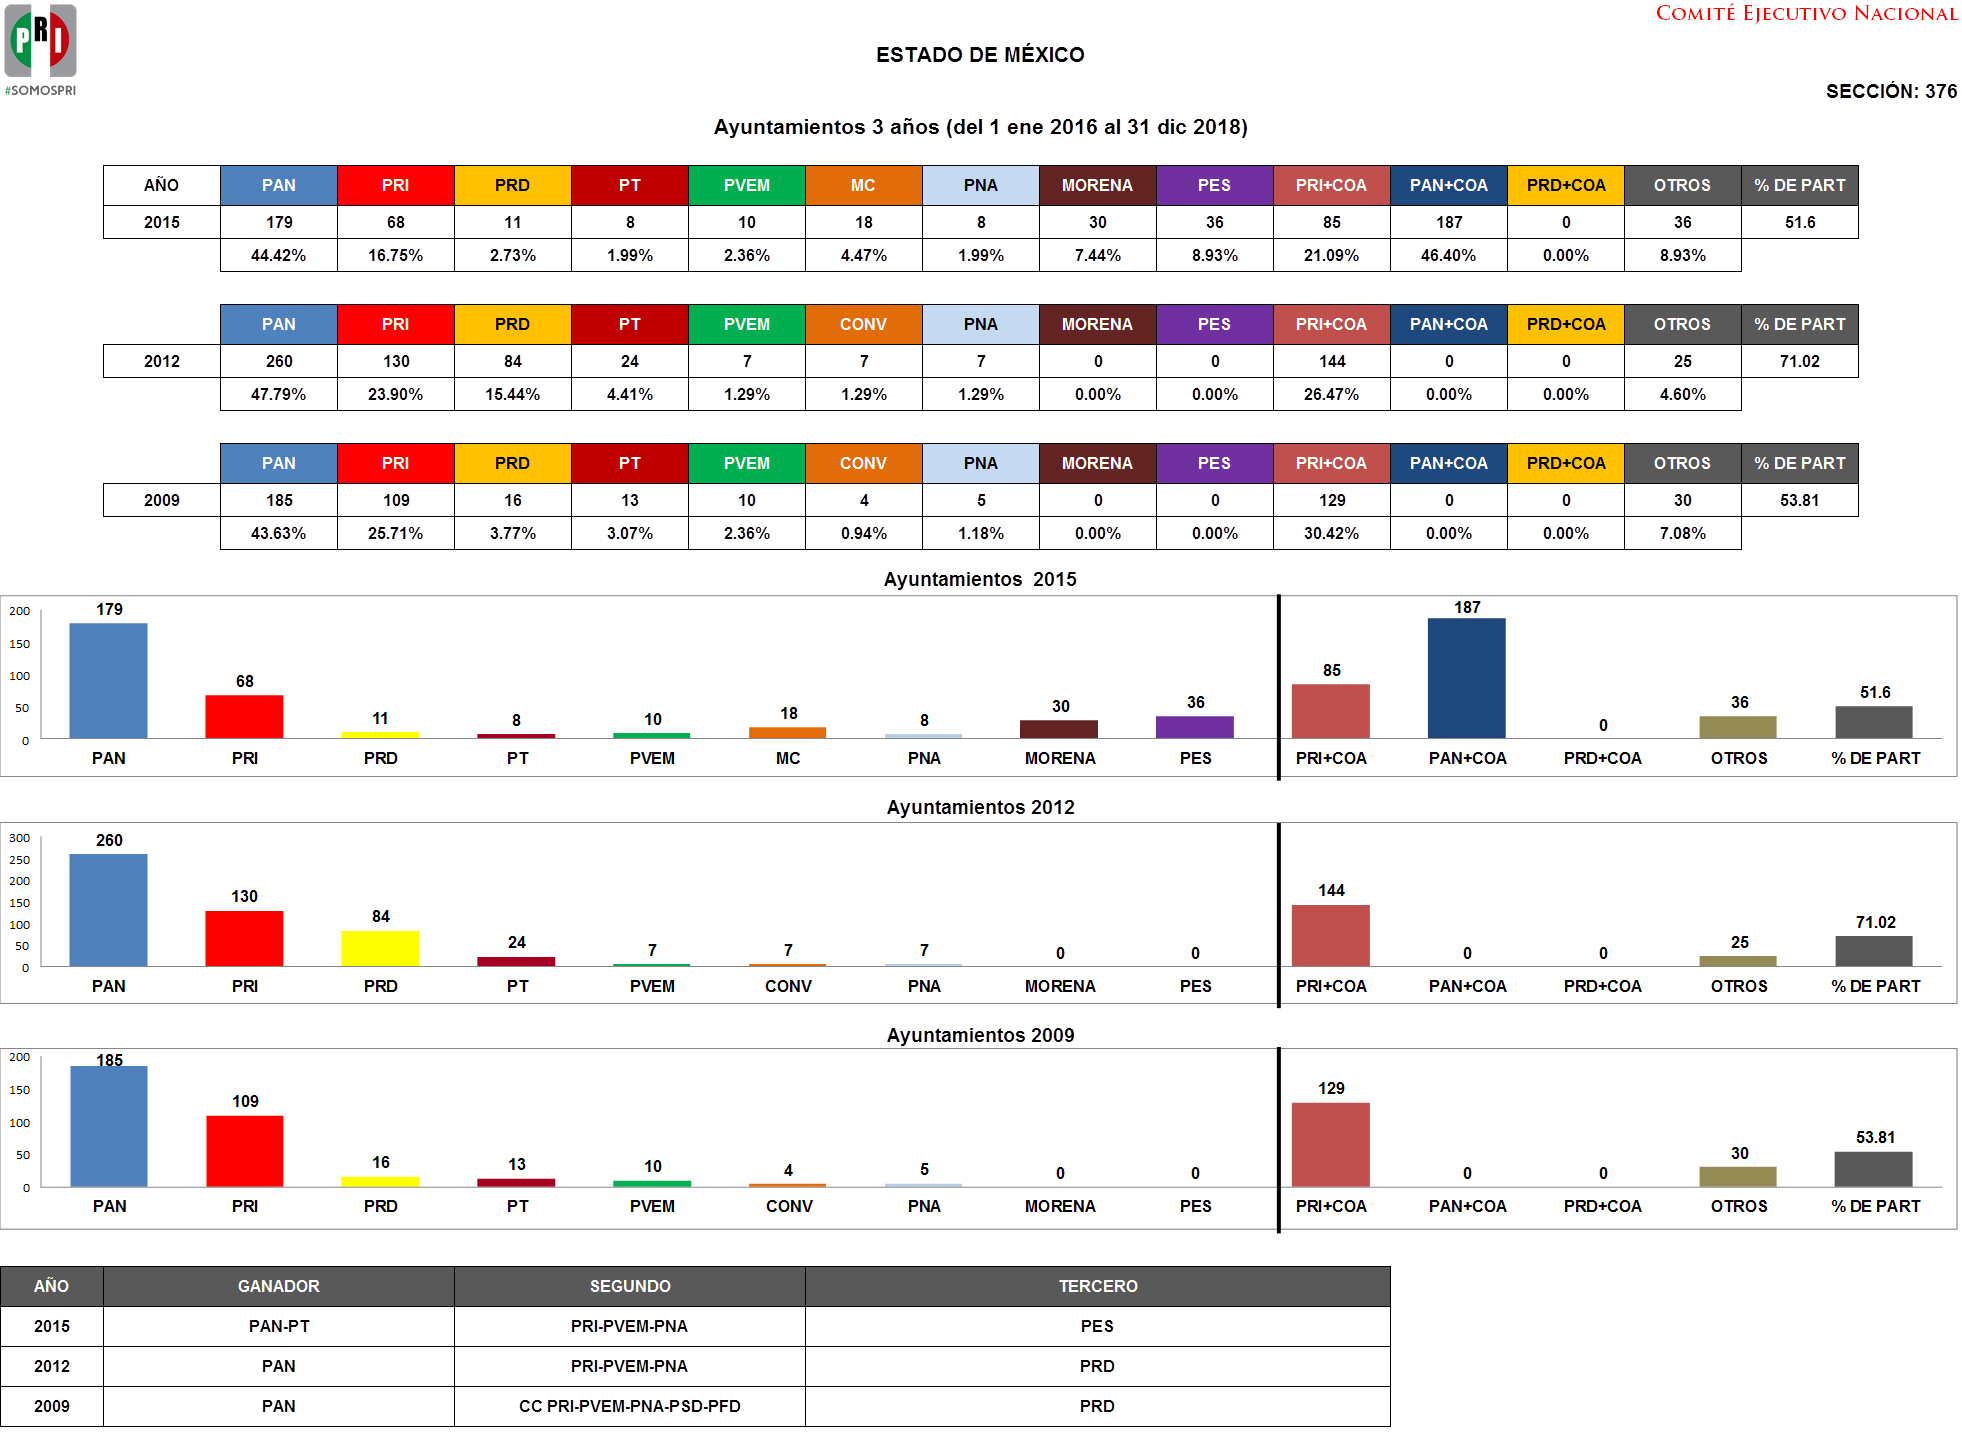 PRI
#SOMOSPRI
COMITÉ EJECUTIVO NACIONAL
ESTADO DE MÉXICO
SECCIÓN: 376
Ayuntamientos 3 años (del 1 ene 2016 al 31 dic 2018)
AÑO PAN PRI PRD PT PVEM MC PNA MORENA PES PRI+COA PAN+COA PRD+COA OTROS % DE PART
2015 179 68 11 8 10 18 8 30 36 85 187 0 36 51.6
44.42% 16.75% 2.73% 1.99% 2.36% 4.47% 1.99% 7.44% 8.93% 21.09% 46.40% 0.00% 8.93%
PAN PRI PRD PT PVEM CONV PNA MORENA PES PRI+COA PAN+COA PRD+COA OTROS % DE PART
2012 260 130 84 24 7 7 7 0 0 144 0 0 25 71.02
47.79% 23.90% 15.44% 4.41% 1.29% 1.29% 1.29% 0.00% 0.00% 26.47% 0.00% 0.00% 4.60%
PAN PRI PRD PT PVEM CONV PNA MORENA PES PRI+COA PAN+COA PRD+COA OTROS % DE PART
2009 185 109 16 13 10 4 5 0 0 129 0 0 30 53.81
43.63% 25.71% 3.77% 3.07% 2.36% 0.94% 1.18% 0.00% 0.00% 30.42% 0.00% 0.00% 7.08%
Ayuntamientos 2015
200
150
100
50
0
179 68 11 8 10 18 8 30 36 85 187 0 36 51.6
PAN PRI PRD PT PVEM MC PNA MORENA PES PRI+COA PAN+COA PRD+COA OTROS % DE PART
Ayuntamientos 2012
300
250
200
150
100
50
0
260 130 84 24 7 7 7 0 0 144 0 0 25 71.02
PAN PRI PRD PT PVEM CONV PNA MORENA PES PRI+COA PAN+COA PRD+COA OTROS % DE PART
Ayuntamientos 2009
200
150
100
50
0
185 109 16 13 10 4 5 0 0 129 0 0 30 53.81
PAN PRI PRD PT PVEM CONV PNA MORENA PES PRI+COA PAN+COA PRD+COA OTROS % DE PART
AÑO GANADOR SEGUNDO TERCERO
2015 PAN-PT PRI-PVEM-PNA PES
2012 PAN PRI-PVEM-PNA PRD
2009 PAN CC PRI-PVEM-PNA-PSD-PFD PRD